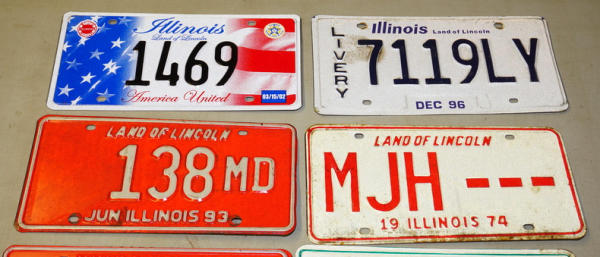 Illinois
Land of Lincoln
1469
America United
03/15/02
Illinois Land of Lincoln
LIVERY
7119LY
DEC 96
LAND OF LINCOLN
138 MD
JUN ILLINOIS 93
LAND OF LINCOLN
MJH ---
19 ILLINOIS 74